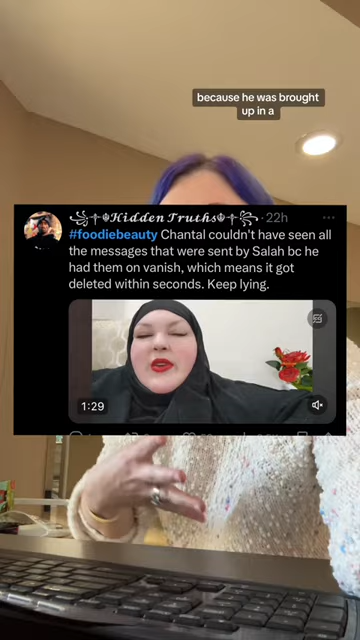 because he was brought
up in a
꧁༒☬𝓗𝓲𝓭𝓭𝓮𝓷 𝓣𝓻𝓾𝓽𝓱𝓼☬༒꧂ · 22h
#foodiebeauty Chantal couldn't have seen all
the messages that were sent by Salah bc he
had them on vanish, which means it got
deleted within seconds. Keep lying.
1:29